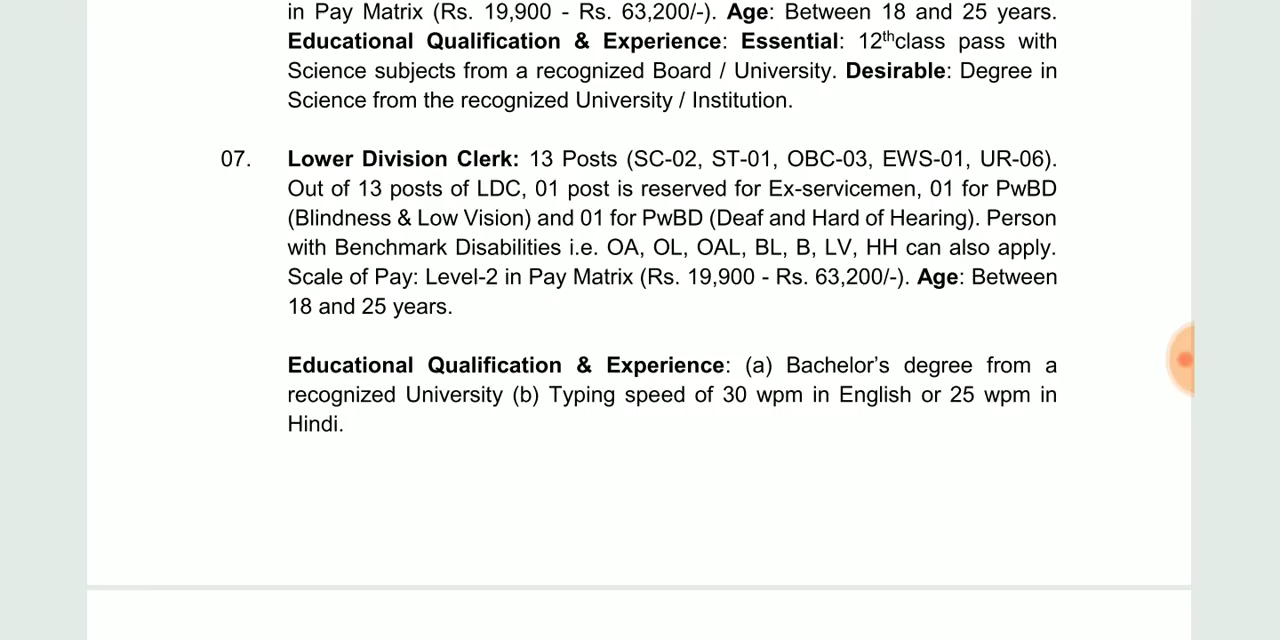 in Pay Matrix (Rs. 19,900 - Rs. 63,200/-). Age: Between 18 and 25 years.
Educational Qualification & Experience: Essential: 12thclass pass with
Science subjects from a recognized Board / University. Desirable: Degree in
Science from the recognized University / Institution.
07. Lower Division Clerk: 13 Posts (SC-02, ST-01, OBC-03, EWS-01, UR-06).
Out of 13 posts of LDC, 01 post is reserved for Ex-servicemen, 01 for PwBD
(Blindness & Low Vision) and 01 for PwBD (Deaf and Hard of Hearing). Person
with Benchmark Disabilities i.e. OA, OL, OAL, BL, B, LV, HH can also apply.
Scale of Pay: Level-2 in Pay Matrix (Rs. 19,900 - Rs. 63,200/-). Age: Between
18 and 25 years.
Educational Qualification & Experience: (a) Bachelor’s degree from a
recognized University (b) Typing speed of 30 wpm in English or 25 wpm in
Hindi.